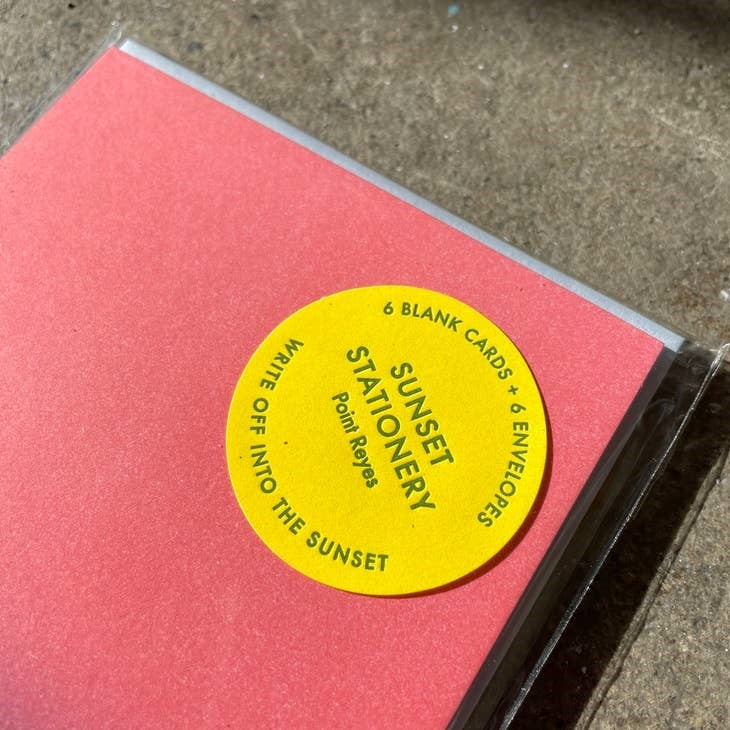 6 BLANK CARDS + 6 ENVELOPES
SUNSET
STATIONERY
Point Reyes
WRITE OFF INTO THE SUNSET